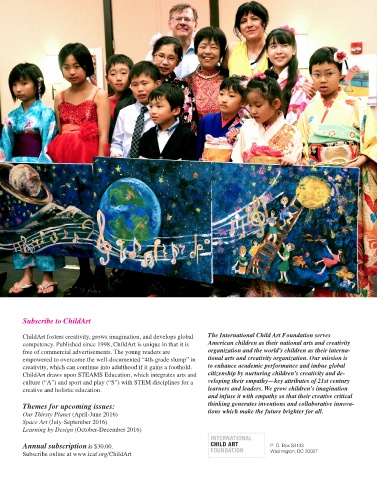 Subscribe to ChildArt
ChildArt fosters creativity, grows imagination, and develops global
competency. Published since 1998, ChildArt is unique in that it is
free of commercial advertisements. The young readers are
empowered to overcome the well-documented "4th-grade slump" in
creativity, which can continue into adulthood if it gains a foothold.
ChildArt draws upon STEAMS Education, which integrates arts and
culture ("A") and sport and play ("S") with STEM disciplines for a
creative and holistic education.
Themes for upcoming issues:
Our Thirsty Planet (April-June 2016)
Space Art (July-September 2016)
Learning by Design (October-December 2016)
Annual subscription is $30.00.
Subscribe online at www.icaf.org/ChildArt
The International Child Art Foundation serves
American children as their national arts and creativity
organization and the world's children as their interna-
tional arts and creativity organization. Our mission is
to enhance academic performance and imbue global
citizenship by nurturing children's creativity and de-
veloping their empathy—key attributes of 21st century
learners and leaders. We grow children's imagination
and infuse it with empathy so that their creative critical
thinking generates inventions and collaborative innova-
tions which make the future brighter for all.
INTERNATIONAL
CHILD ART
FOUNDATION
P. O. Box 58133
Washington, DC 20037